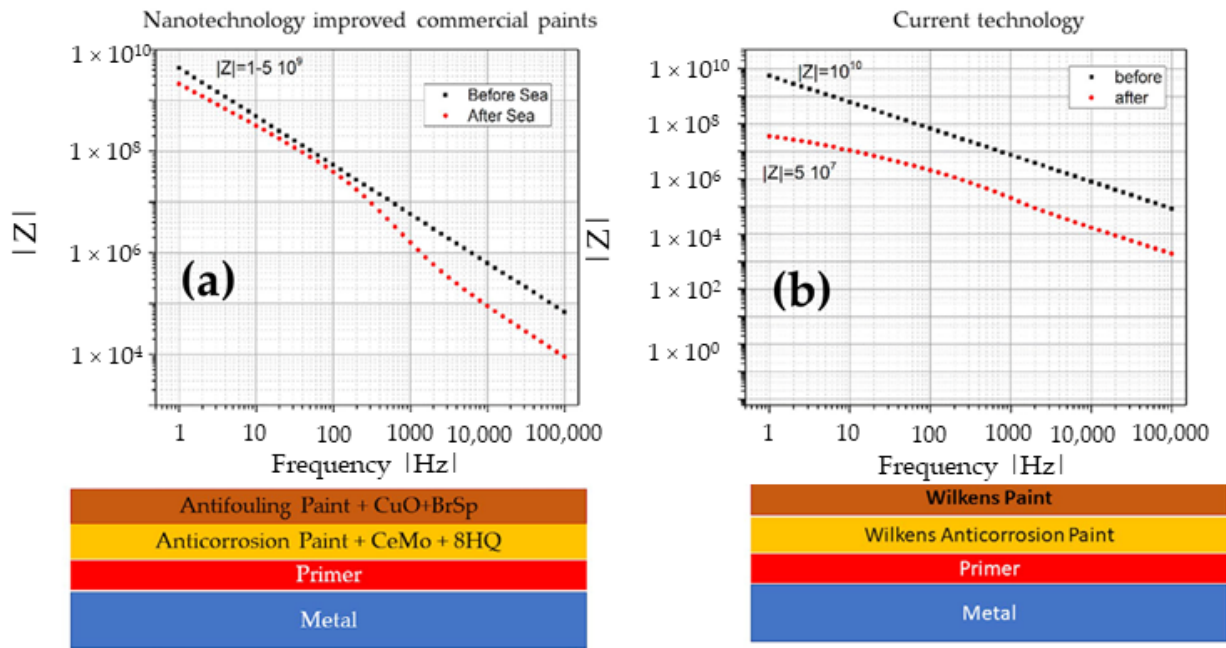 Nanotechnology improved commercial paints
1 × 10¹⁰
1 × 10⁸
1 × 10⁶
1 × 10⁴
|Z|
|Z|=1-5 10⁹
Before Sea
After Sea
(a)
1 10 100 1000 10,000 100,000
Frequency |Hz|
Antifouling Paint + CuO+BrSp
Anticorrosion Paint + CeMo + 8HQ
Primer
Metal
Current technology
1 × 10¹⁰
1 × 10⁸
1 × 10⁶
1 × 10⁴
1 × 10²
1 × 10⁰
|Z|
|Z|=10¹⁰
before
after
|Z|=5 10⁷
(b)
1 10 100 1000 10,000 100,000
Frequency |Hz|
Wilkens Paint
Wilkens Anticorrosion Paint
Primer
Metal